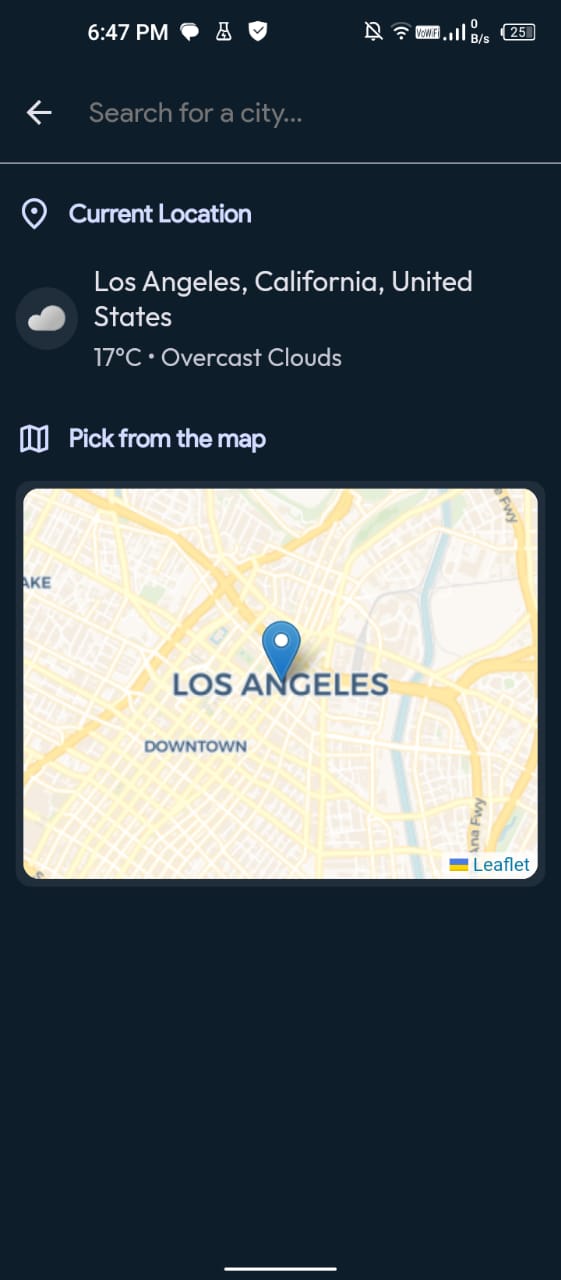 6:47 PM
VoWiFi
0
B/s
25
Search for a city...
Current Location
Los Angeles, California, United
States
17°C • Overcast Clouds
Pick from the map
e Fwy
AKE
LOS ANGELES
DOWNTOWN
Ana Fwy
Leaflet